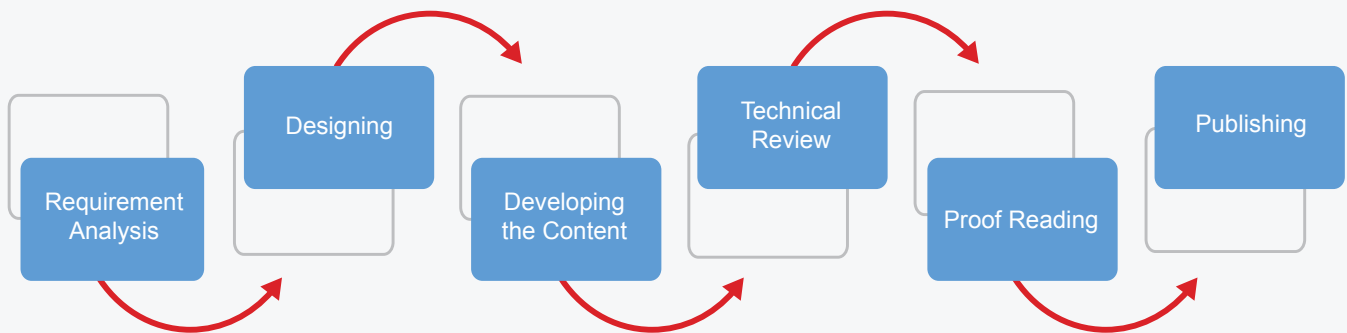 Requirement
Analysis
Designing
Developing
the Content
Technical
Review
Proof Reading
Publishing